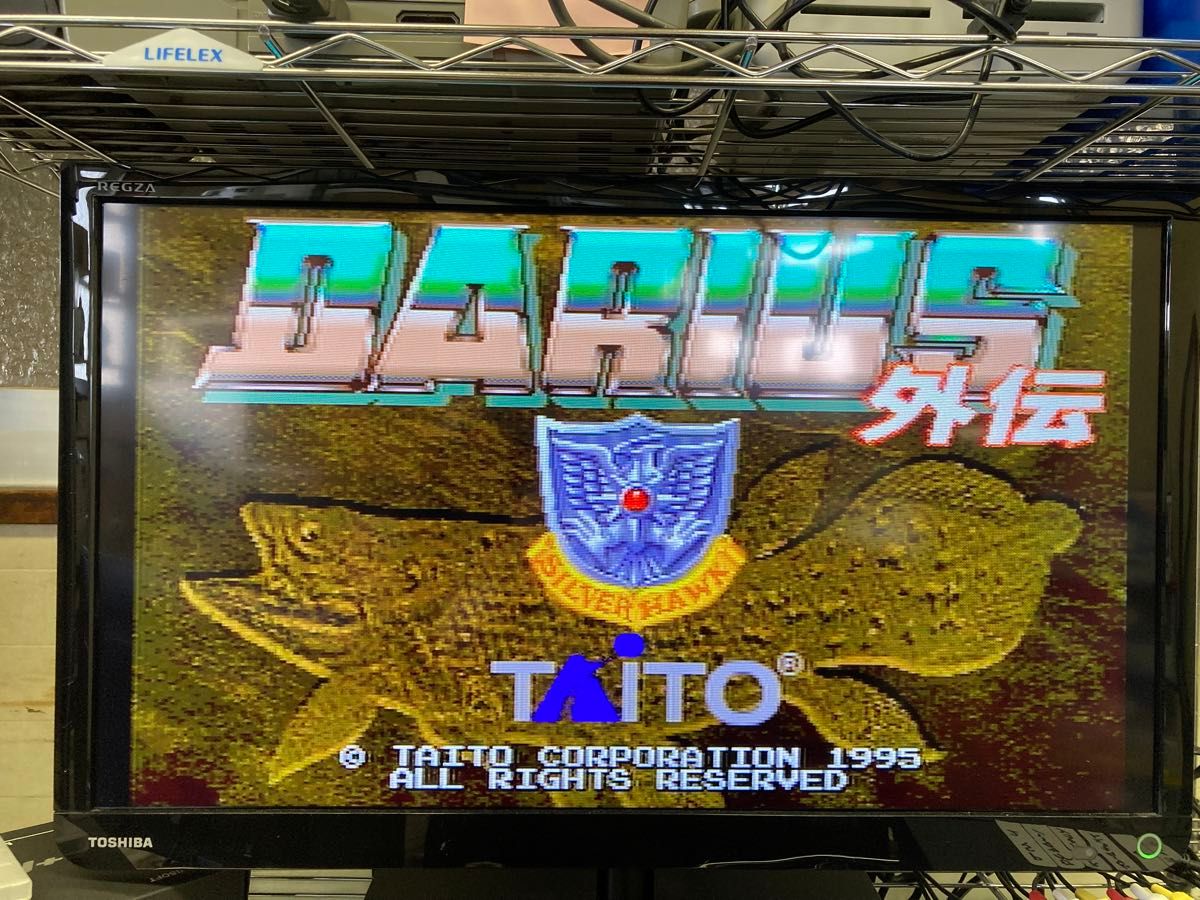 LIFELEX
REGZA
DARIUS
外伝
SILVER HAWK
TAITO®
© TAITO CORPORATION 1995
ALL RIGHTS RESERVED
TOSHIBA